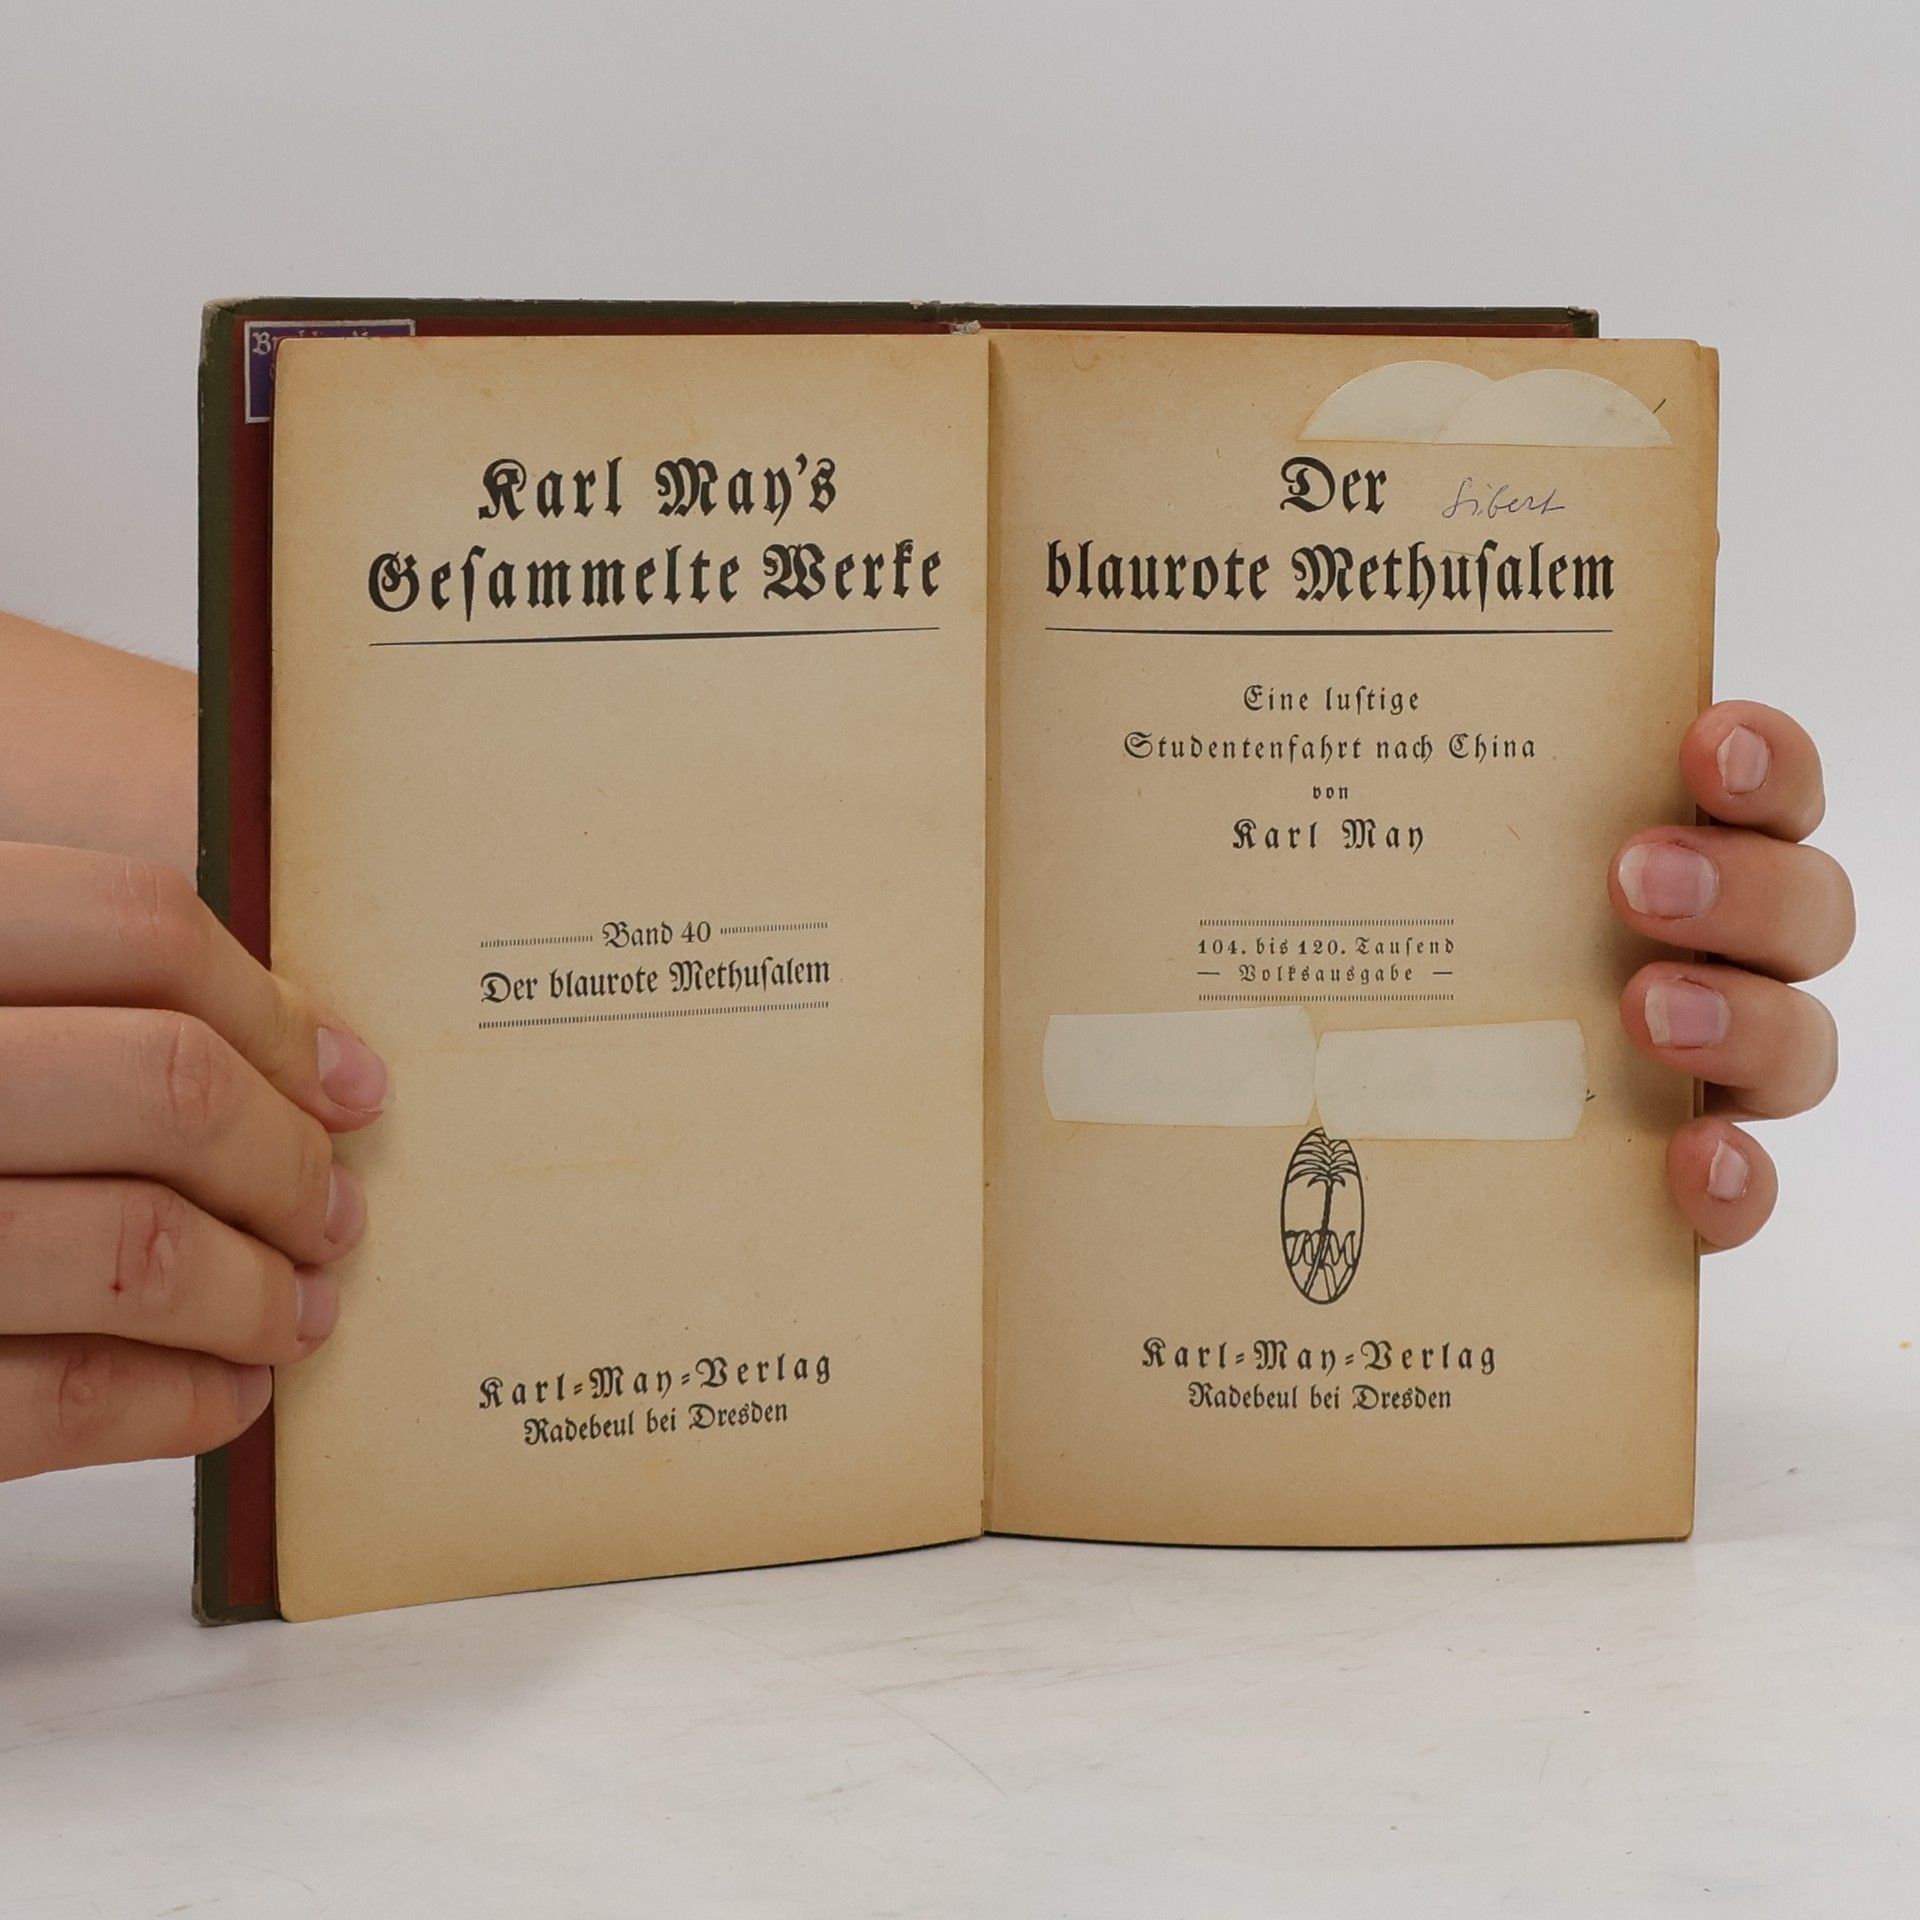 Karl May's
Gesammelte Werke
Band 40
Der blaurote Methusalem
Karl-May-Verlag
Radebeul bei Dresden
Der
blaurote Methusalem
Eine lustige
Studentenfahrt nach China
von
Karl May
104. bis 120. Tausend
— Volksausgabe —
Karl-May-Verlag
Radebeul bei Dresden